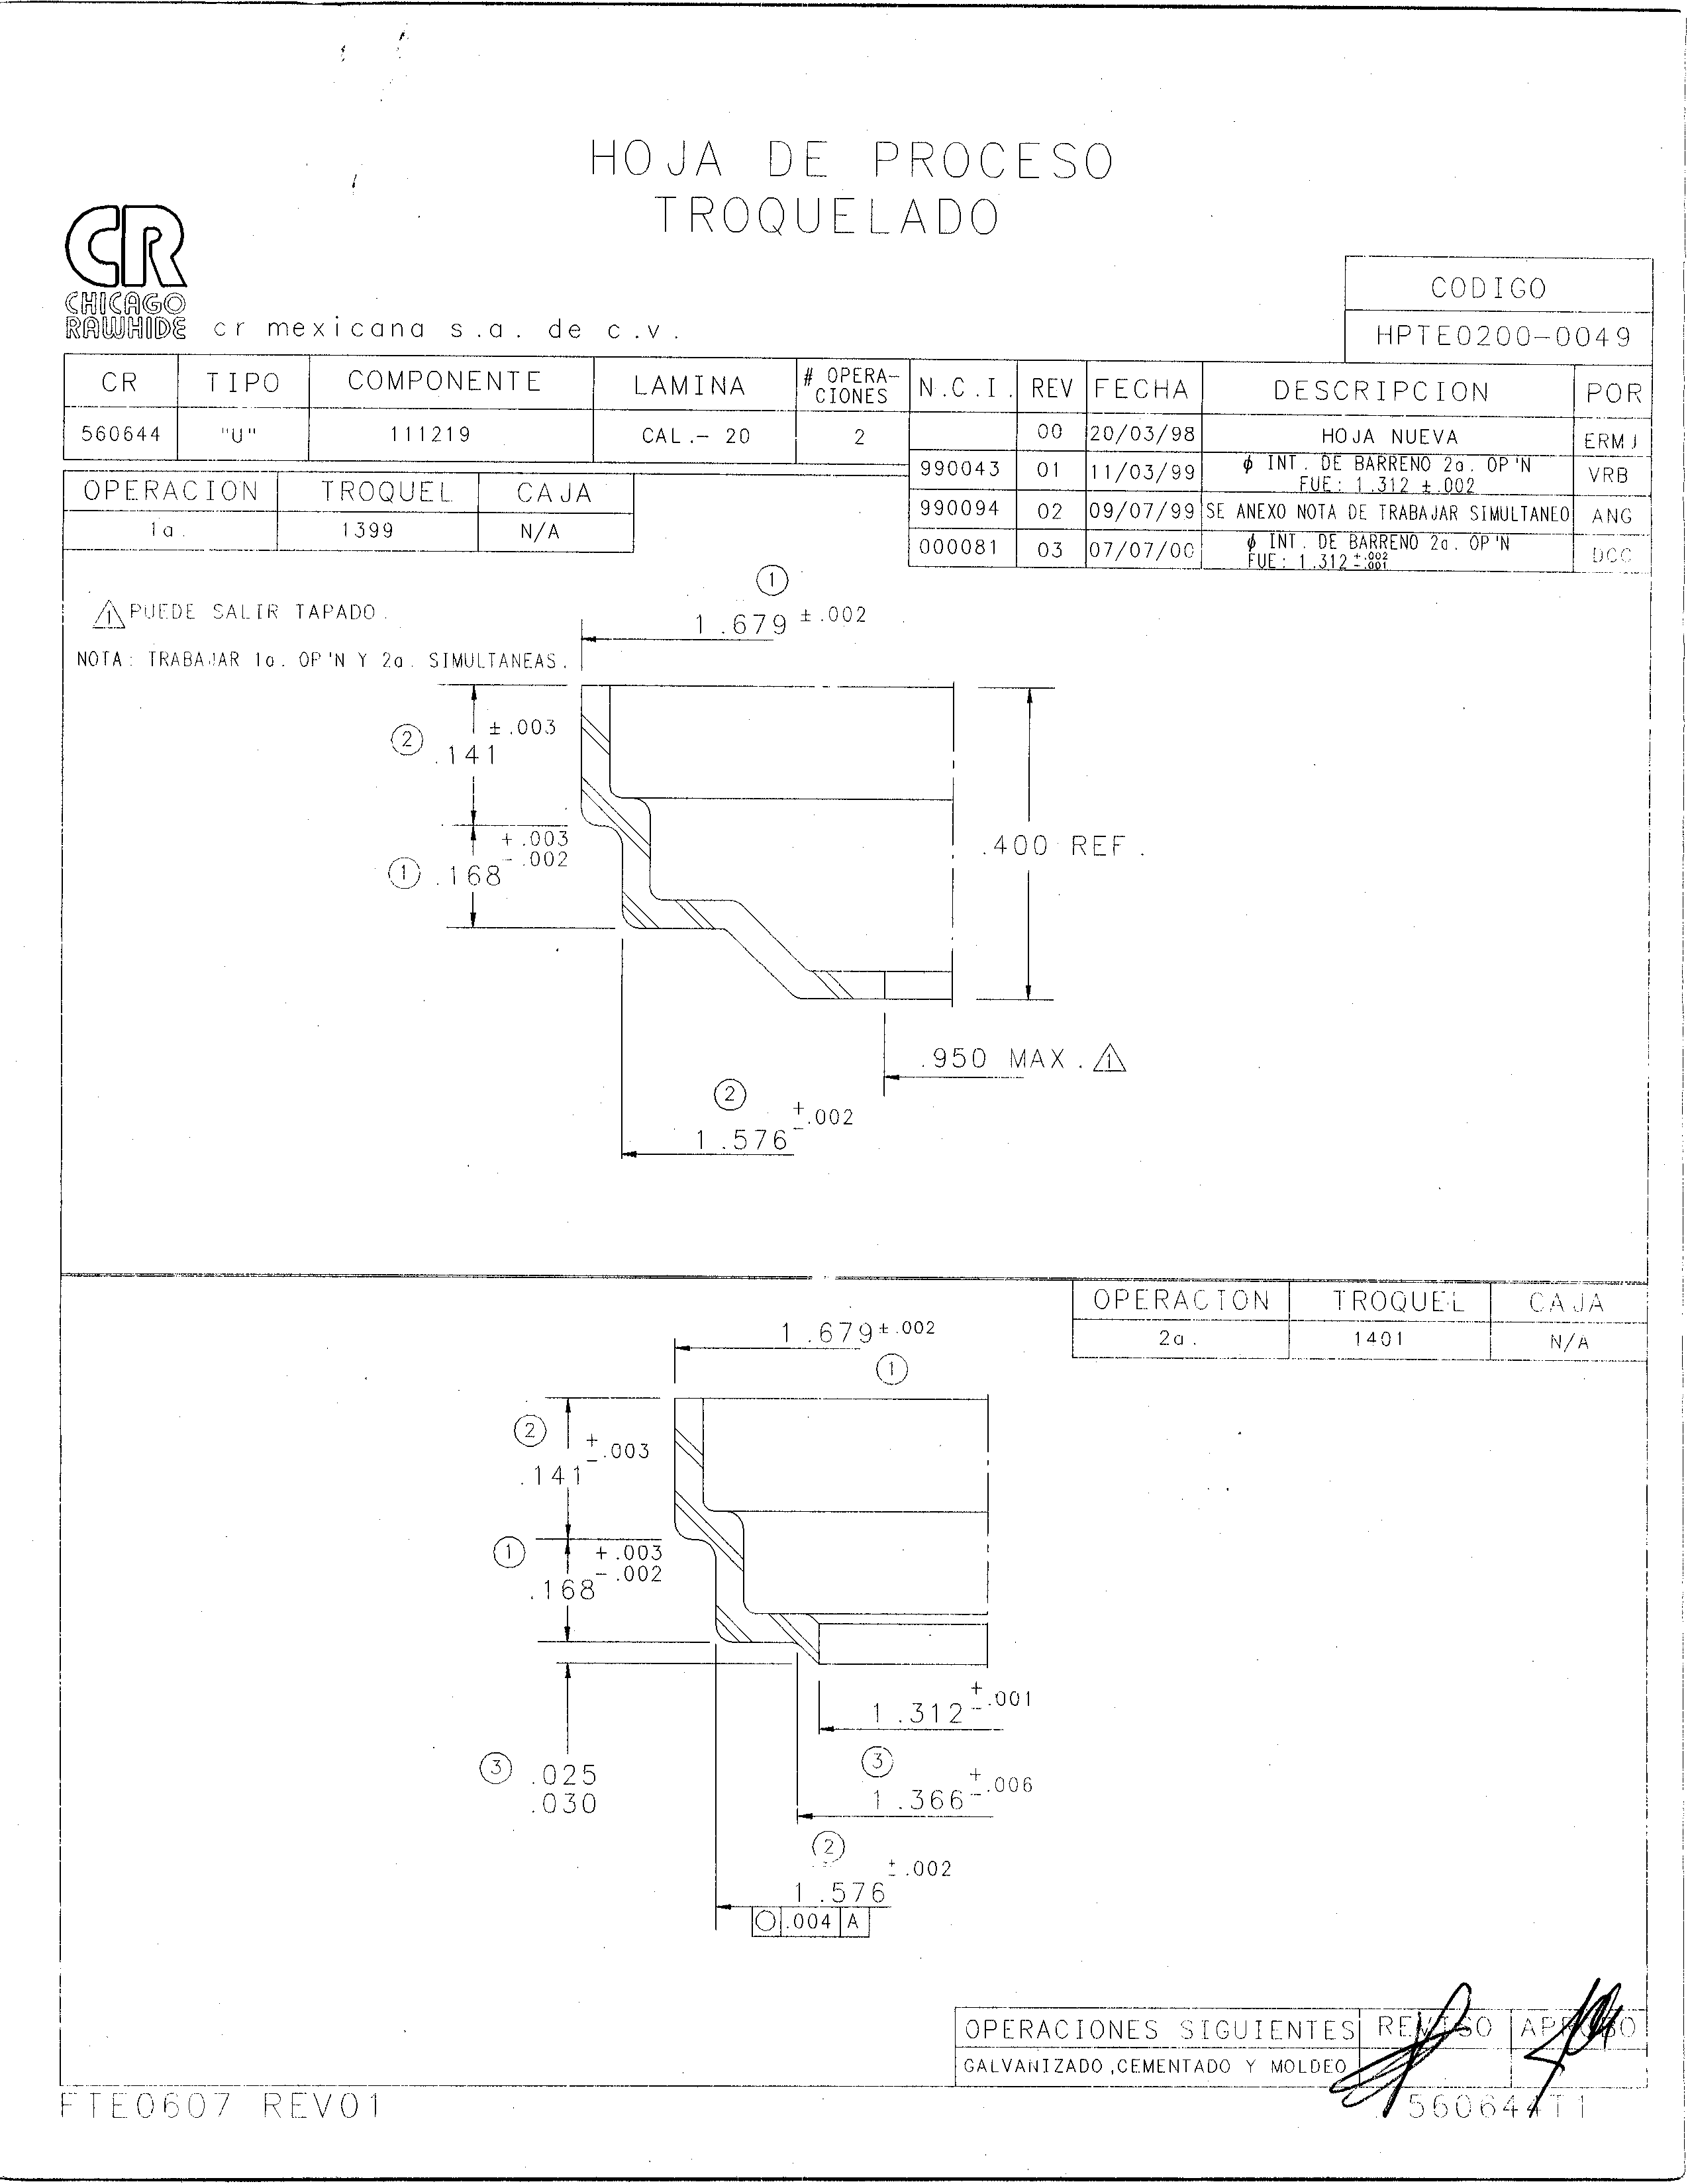 HOJA DE PROCESO
TROQUELADO
CR
CHICAGO
RAWHIDE
cr mexicana s.a. de c.v.
CODIGO
HPTE0200-0049
CR TIPO COMPONENTE LAMINA # OPERA-CIONES
560644 "U" 111219 CAL.- 20 2
N.C.I. REV FECHA DESCRIPCION POR
00 20/03/98 HOJA NUEVA ERMJ
990043 01 11/03/99 φ INT. DE BARRENO 2a. OP'N VRB
FUE: 1.312 ±.002
990094 02 09/07/99 SE ANEXO NOTA DE TRABAJAR SIMULTANEO ANG
000081 03 07/07/00 φ INT. DE BARRENO 2a. OP'N DCC
FUE: 1.312 +.002 -.001
OPERACION TROQUEL CAJA
1a. 1399 N/A
1 PUEDE SALIR TAPADO.
NOTA: TRABAJAR 1a. OP'N Y 2a. SIMULTANEAS.
1
1.679 ±.002
2 .141 ±.003
1 .168 +.003 -.002
.400 REF.
.950 MAX. 1
2
1.576 ±.002
OPERACION TROQUEL CAJA
2a. 1401 N/A
1.679 ±.002
1
2
.141 ±.003
1
.168 +.003 -.002
1.312 ±.001
3 .025
.030
3
1.366 ±.006
2
1.576 ±.002
○ .004 A
OPERACIONES SIGUIENTES REVISO APROBO
GALVANIZADO,CEMENTADO Y MOLDEO
FTE0607 REV01
560644T1